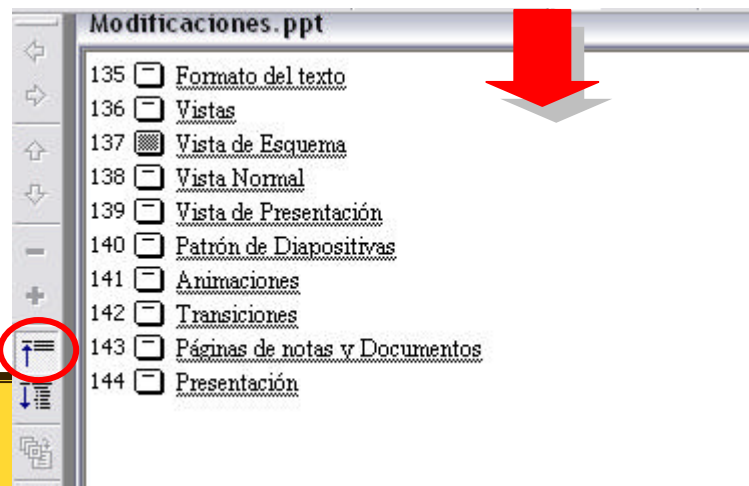 Modificaciones.ppt
135 Formato del texto
136 Vistas
137 Vista de Esquema
138 Vista Normal
139 Vista de Presentación
140 Patrón de Diapositivas
141 Animaciones
142 Transiciones
143 Páginas de notas y Documentos
144 Presentación